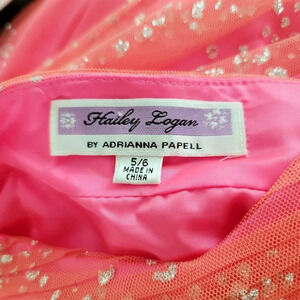 Hailey Logan
BY ADRIANNA PAPELL
5/6
MADE IN
CHINA